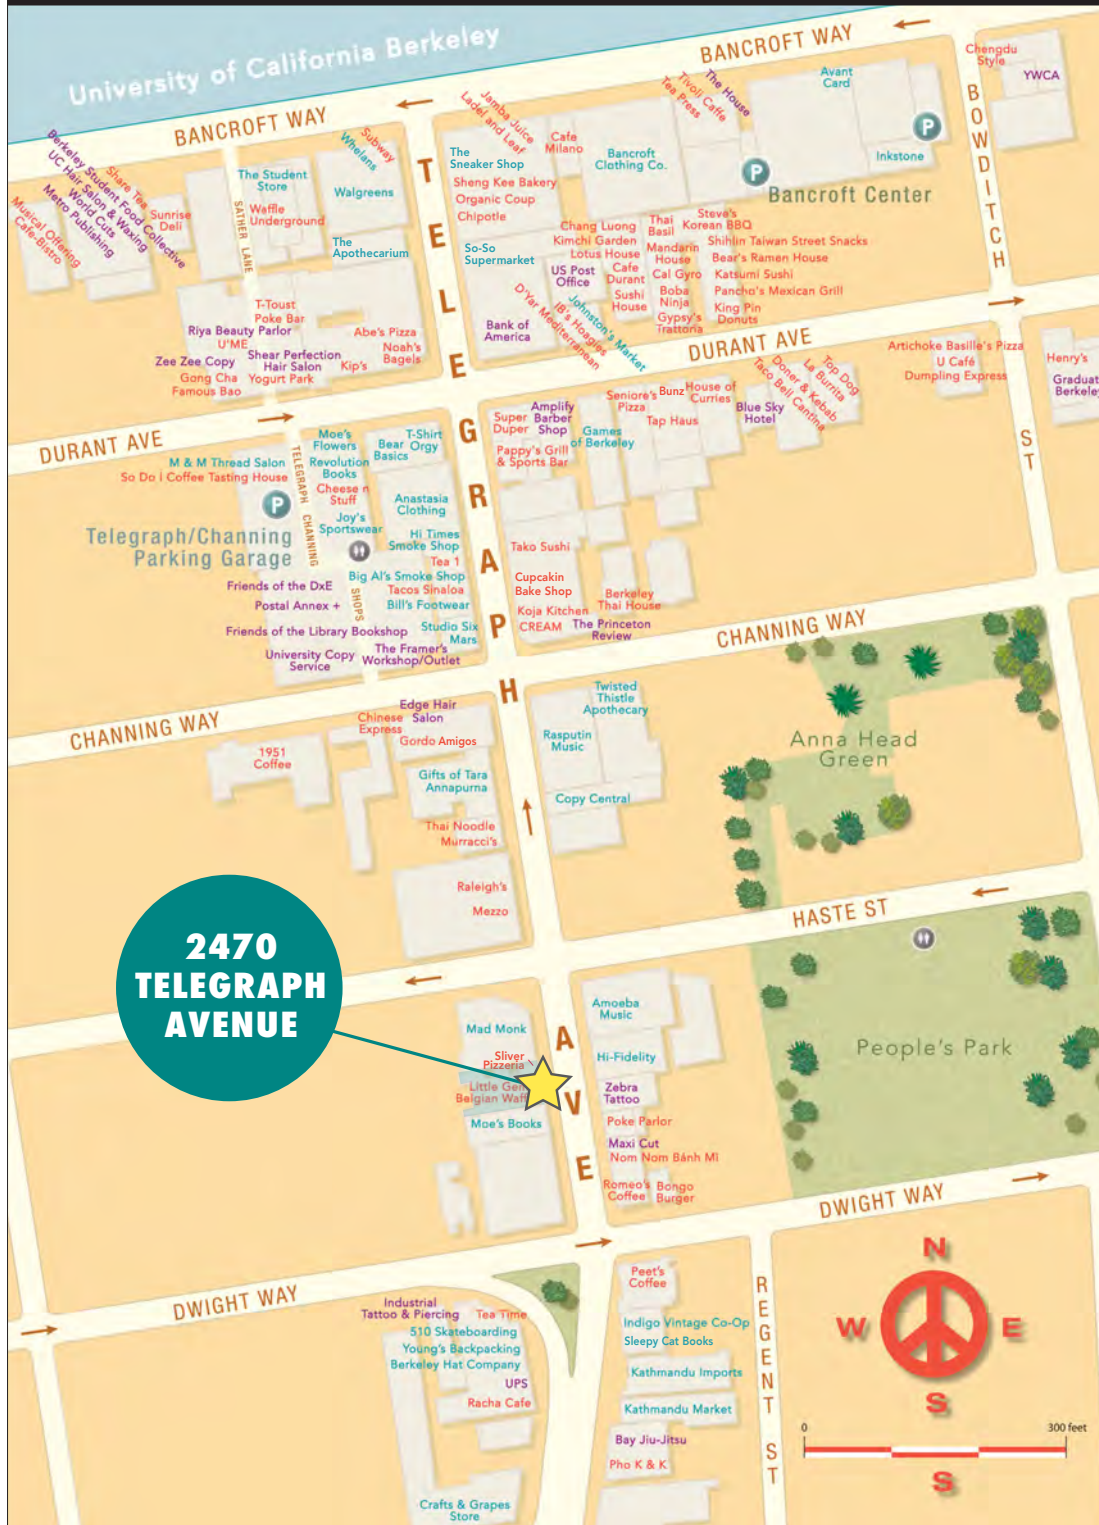 University of California Berkeley
BANCROFT WAY
BANCROFT WAY
Chengdu
Style
YWCA
Avant
Card
P
Inkstone
P
Bancroft Center
The House
Tivoli Caffe
Tea Press
Jamba Juice
Ladel and Leaf
Cafe
Milano
Bancroft
Clothing Co.
The
Sneaker Shop
Sheng Kee Bakery
Organic Coup
Chipotle
So-So
Supermarket
Bank of
America
Subway
Whelans
Walgreens
The Student
Store
Waffle
Underground
The
Apothecarium
SATHER LANE
Share Tea
Berkeley Student Food Collective
UC Hair Salon & Waxing
World Cuts
Metro Publishing
Musical Offering
Cafe-Bistro
Sunrise
Deli
T-Toust
Poke Bar
Riya Beauty Parlor
U'ME
Zee Zee Copy
Shear Perfection
Hair Salon
Gong Cha
Yogurt Park
Famous Bao
Abe's Pizza
Noah's
Bagels
Kip's
Chang Luong
Kimchi Garden
Lotus House
US Post
Office
Cafe
Durant
Sushi
House
Thai
Basil
Mandarin
House
Cal Gyro
Boba
Ninja
Gypsy's
Trattoria
Steve's
Korean BBQ
Shihlin Taiwan Street Snacks
Bear's Ramen House
Katsumi Sushi
Pancho's Mexican Grill
King Pin
Donuts
Johnston's Market
IB's Hoagies
D'Yar Mediterranean
BOWDITCH
ST
TELEGRAPH
AVE
DURANT AVE
DURANT AVE
Artichoke Basille's Pizza
U Café
Dumpling Express
Henry's
Graduate
Berkeley
Top Dog
La Burrita
Doner & Kebab
Taco Bell Cantina
Blue Sky
Hotel
House of
Curries
Bunz
Tap Haus
Seniore's
Pizza
Games
of Berkeley
Amplify
Barber
Shop
Super
Duper
Pappy's Grill
& Sports Bar
Moe's
Flowers
T-Shirt
Orgy
Bear
Basics
M & M Thread Salon
Revolution
Books
So Do I Coffee Tasting House
Cheese n
Stuff
P
Telegraph/Channing
Parking Garage
TELEGRAPH CHANNING
SHOPS
Joy's
Sportswear
Anastasia
Clothing
Hi Times
Smoke Shop
Tea 1
Big Al's Smoke Shop
Tacos Sinaloa
Bill's Footwear
Studio Six
Mars
Friends of the DxE
Postal Annex +
Friends of the Library Bookshop
University Copy
Service
The Framer's
Workshop/Outlet
Tako Sushi
Cupcakin
Bake Shop
Koja Kitchen
CREAM
Berkeley
Thai House
The Princeton
Review
CHANNING WAY
CHANNING WAY
Edge Hair
Salon
Chinese
Express
Gordo Amigos
1951
Coffee
Gifts of Tara
Annapurna
Thai Noodle
Murracci's
Raleigh's
Mezzo
Twisted
Thistle
Apothecary
Rasputin
Music
Copy Central
Anna Head
Green
HASTE ST
2470
TELEGRAPH
AVENUE
Mad Monk
Sliver
Pizzeria
Little Gem
Belgian Waff
Moe's Books
Amoeba
Music
Hi-Fidelity
Zebra
Tattoo
Poke Parlor
Maxi Cut
Nom Nom Bánh Mì
Romeo's
Coffee
Bongo
Burger
People's Park
DWIGHT WAY
DWIGHT WAY
Industrial
Tattoo & Piercing
Tea Time
510 Skateboarding
Young's Backpacking
Berkeley Hat Company
UPS
Racha Cafe
Crafts & Grapes
Store
Peet's
Coffee
Indigo Vintage Co-Op
Sleepy Cat Books
Kathmandu Imports
Kathmandu Market
Bay Jiu-Jitsu
Pho K & K
REGENT ST
N
W
E
S
0
300 feet
S